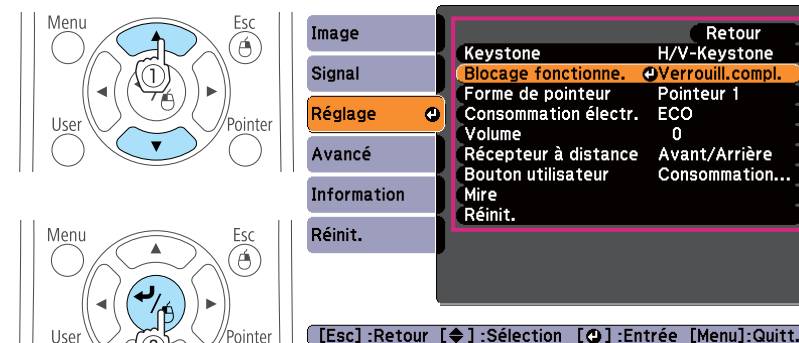 Menu Esc
1
User Pointer
Menu Esc
User Pointer
Image
Signal
Réglage
Avancé
Information
Réinit.
Retour
Keystone H/V-Keystone
Blocage fonctionne. Verrouill.compl.
Forme de pointeur Pointeur 1
Consommation électr. ECO
Volume 0
Récepteur à distance Avant/Arrière
Bouton utilisateur Consommation...
Mire
Réinit.
[Esc] :Retour [ ] :Sélection [ ] :Entrée [Menu]:Quitt.